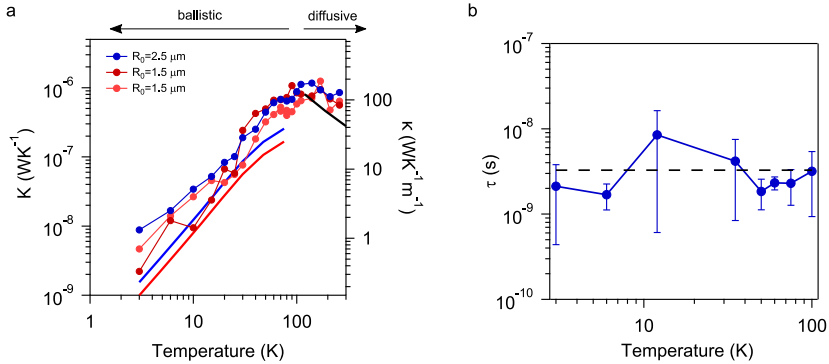 a
ballistic
diffusive
R₀=2.5 μm
R₀=1.5 μm
R₀=1.5 μm
10⁻⁶
10⁻⁷
10⁻⁸
10⁻⁹
K (WK⁻¹)
100
10
1
κ (WK⁻¹m⁻¹)
1
10
100
Temperature (K)
b
10⁻⁷
10⁻⁸
10⁻⁹
10⁻¹⁰
τ (s)
10
100
Temperature (K)